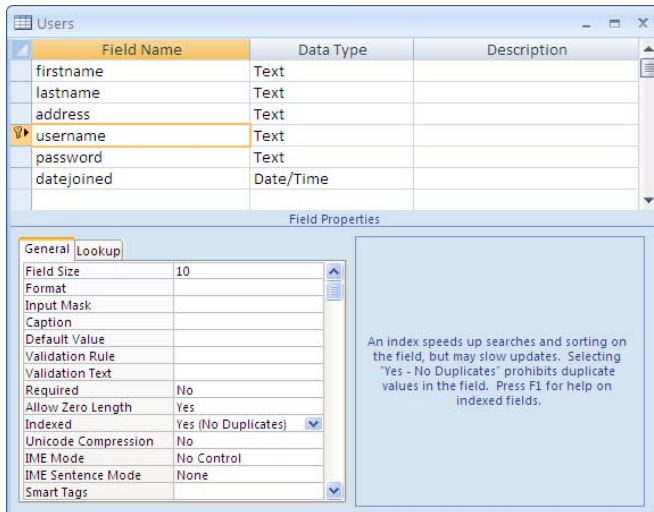 Users
Field Name Data Type Description
firstname Text
lastname Text
address Text
username Text
password Text
datejoined Date/Time
Field Properties
General Lookup
Field Size 10
Format
Input Mask
Caption
Default Value
Validation Rule
Validation Text
Required No
Allow Zero Length Yes
Indexed Yes (No Duplicates)
Unicode Compression No
IME Mode No Control
IME Sentence Mode None
Smart Tags
An index speeds up searches and sorting on
the field, but may slow updates. Selecting
"Yes - No Duplicates" prohibits duplicate
values in the field. Press F1 for help on
indexed fields.